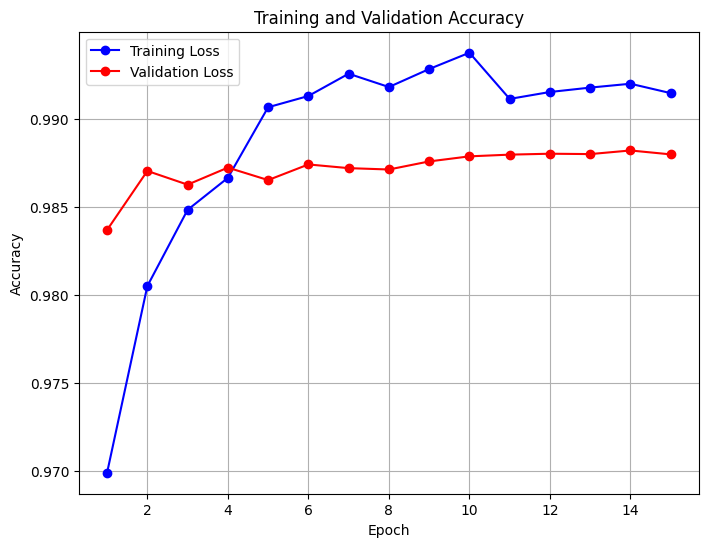 Training and Validation Accuracy
Training Loss
Validation Loss
0.990
0.985
0.980
0.975
0.970
Accuracy
2 4 6 8 10 12 14
Epoch